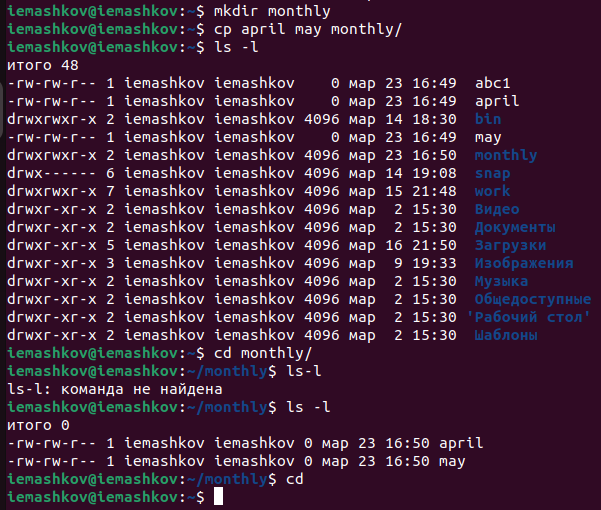 iemashkov@iemashkov:~$ mkdir monthly
iemashkov@iemashkov:~$ cp april may monthly/
iemashkov@iemashkov:~$ ls -l
итого 48
-rw-rw-r-- 1 iemashkov iemashkov    0 мар 23 16:49  abc1
-rw-rw-r-- 1 iemashkov iemashkov    0 мар 23 16:49  april
drwxrwxr-x 2 iemashkov iemashkov 4096 мар 14 18:30  bin
-rw-rw-r-- 1 iemashkov iemashkov    0 мар 23 16:49  may
drwxrwxr-x 2 iemashkov iemashkov 4096 мар 23 16:50  monthly
drwx------ 6 iemashkov iemashkov 4096 мар 14 19:08  snap
drwxrwxr-x 7 iemashkov iemashkov 4096 мар 15 21:48  work
drwxr-xr-x 2 iemashkov iemashkov 4096 мар  2 15:30  Видео
drwxr-xr-x 2 iemashkov iemashkov 4096 мар  2 15:30  Документы
drwxr-xr-x 5 iemashkov iemashkov 4096 мар 16 21:50  Загрузки
drwxr-xr-x 3 iemashkov iemashkov 4096 мар  9 19:33  Изображения
drwxr-xr-x 2 iemashkov iemashkov 4096 мар  2 15:30  Музыка
drwxr-xr-x 2 iemashkov iemashkov 4096 мар  2 15:30  Общедоступные
drwxr-xr-x 2 iemashkov iemashkov 4096 мар  2 15:30 'Рабочий стол'
drwxr-xr-x 2 iemashkov iemashkov 4096 мар  2 15:30  Шаблоны
iemashkov@iemashkov:~$ cd monthly/
iemashkov@iemashkov:~/monthly$ ls-l
ls-l: команда не найдена
iemashkov@iemashkov:~/monthly$ ls -l
итого 0
-rw-rw-r-- 1 iemashkov iemashkov 0 мар 23 16:50 april
-rw-rw-r-- 1 iemashkov iemashkov 0 мар 23 16:50 may
iemashkov@iemashkov:~/monthly$ cd
iemashkov@iemashkov:~$